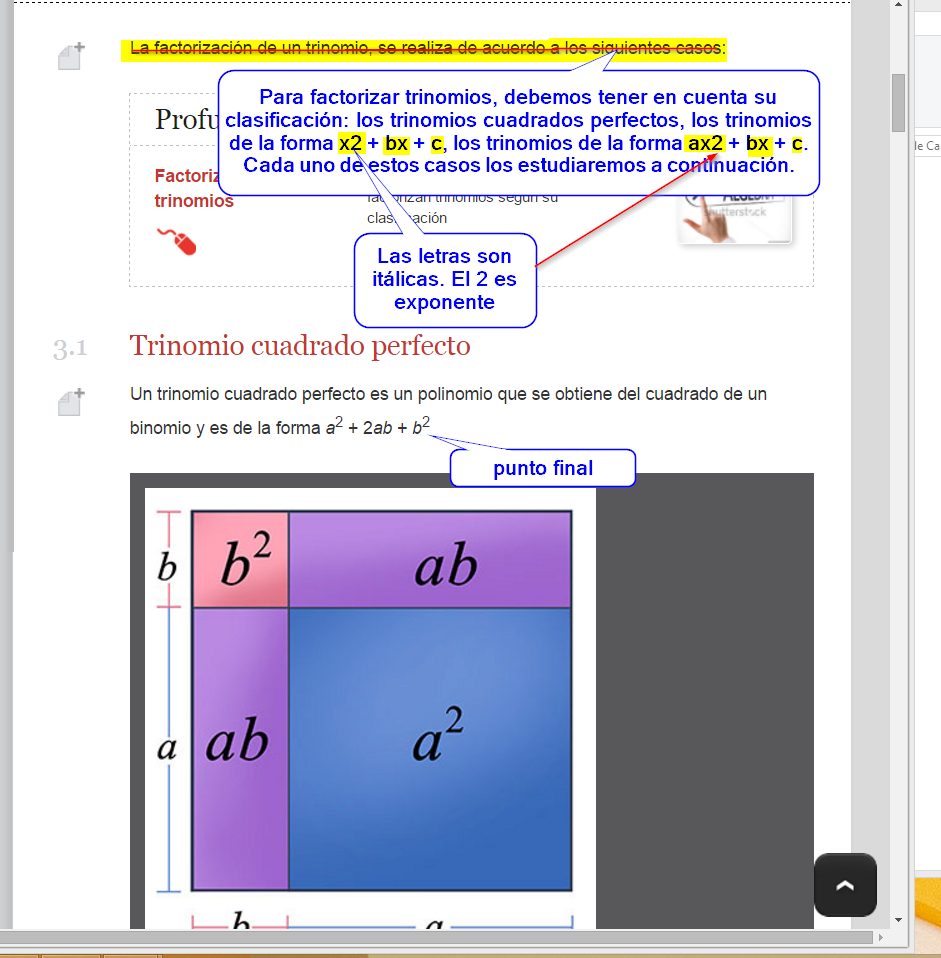 La factorización de un trinomio, se realiza de acuerdo a los siguientes casos:
Para factorizar trinomios, debemos tener en cuenta su
clasificación: los trinomios cuadrados perfectos, los trinomios
de la forma x2 + bx + c, los trinomios de la forma ax2 + bx + c.
Cada uno de estos casos los estudiaremos a continuación.
Profu
Factoriz
trinomios
factorizan trinomios según su
shutterstock
Las letras son
itálicas. El 2 es
exponente
3.1 Trinomio cuadrado perfecto
Un trinomio cuadrado perfecto es un polinomio que se obtiene del cuadrado de un
binomio y es de la forma a² + 2ab + b²
punto final
b b² ab
a ab a²
b a
de Ca